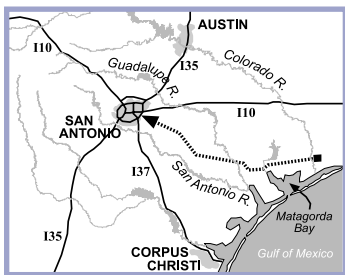 AUSTIN
I10
Guadalupe R.
I35
Colorado R.
I10
SAN
ANTONIO
I10
San Antonio R.
I37
Matagorda
Bay
I35
CORPUS
CHRISTI
Gulf of Mexico